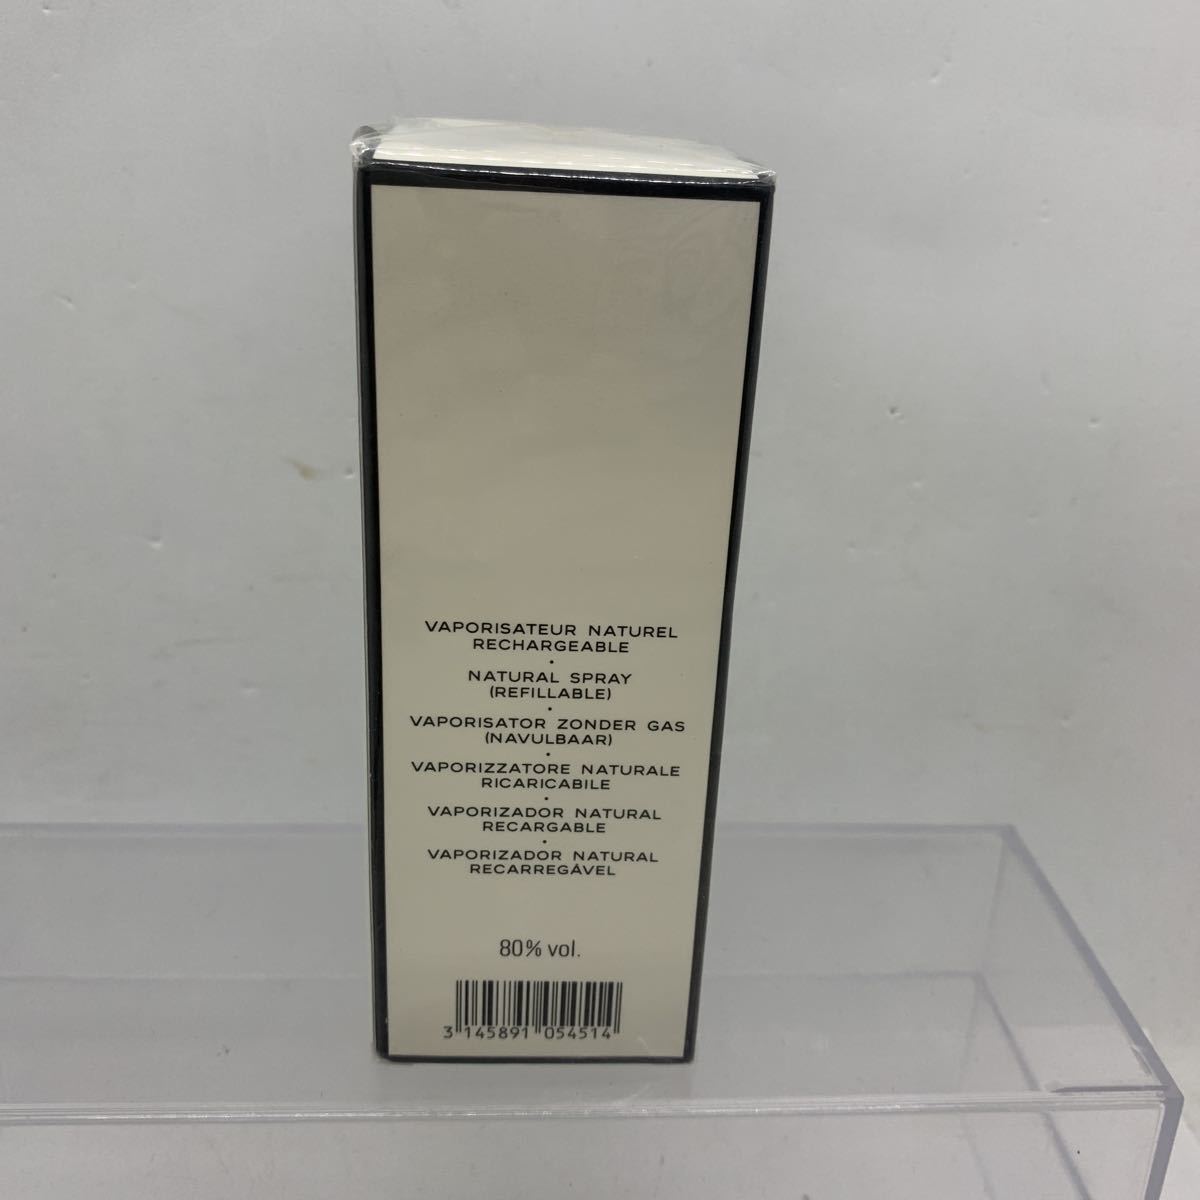 VAPORISATEUR NATUREL
RECHARGEABLE
•
NATURAL SPRAY
(REFILLABLE)
•
VAPORISATOR ZONDER GAS
(NAVULBAAR)
•
VAPORIZZATORE NATURALE
RICARICABILE
•
VAPORIZADOR NATURAL
RECARGABLE
•
VAPORIZADOR NATURAL
RECARREGÁVEL
80% vol.
3 145891 054514